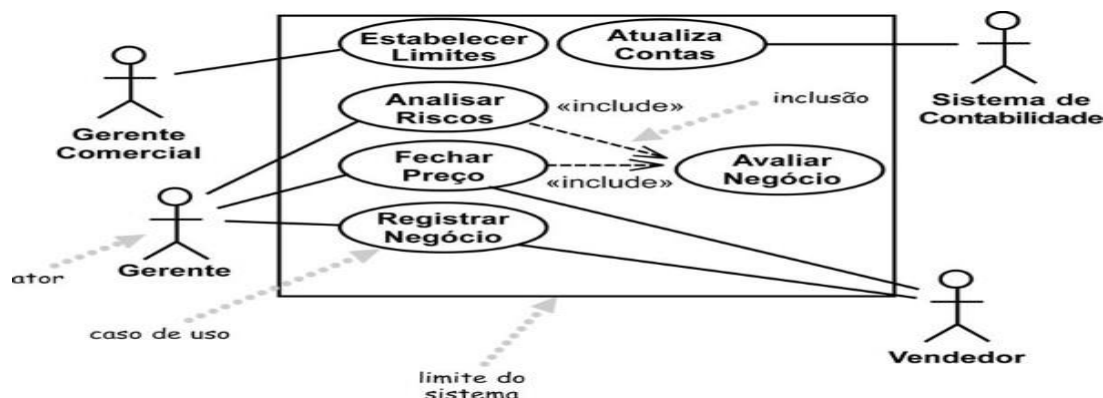 Estabelecer
Limites
Atualiza
Contas
Gerente
Comercial
Analisar
Riscos
«include»
inclusão
Sistema de
Contabilidade
Fechar
Preço
«include»
Avaliar
Negócio
Registrar
Negócio
ator
Gerente
caso de uso
limite do
sistema
Vendedor